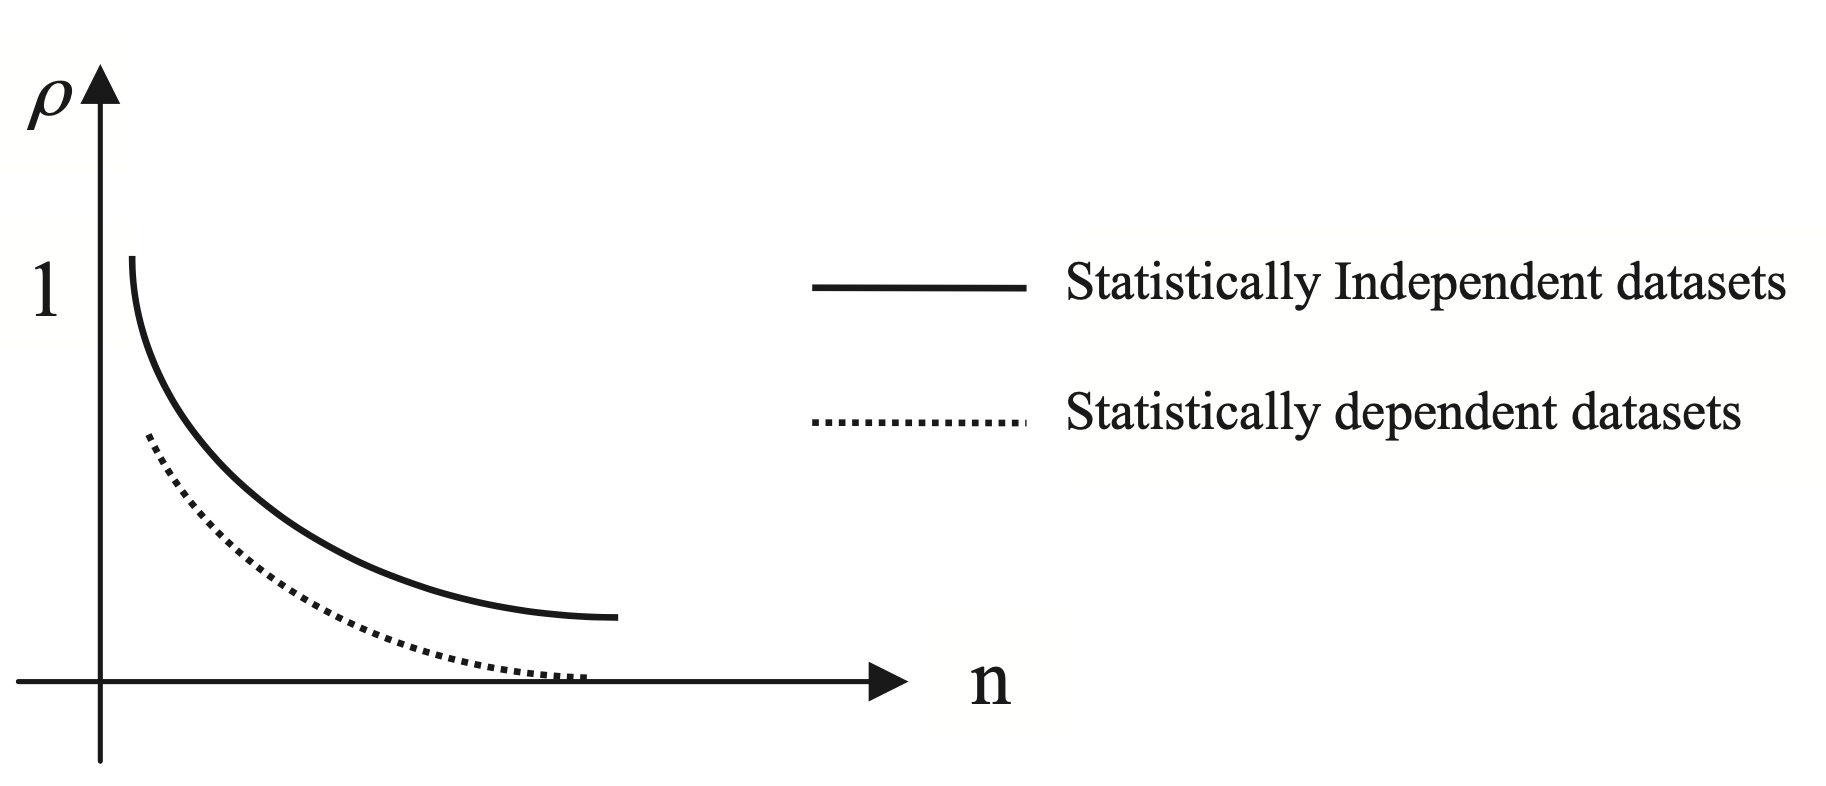 ρ
1
Statistically Independent datasets
Statistically dependent datasets
n